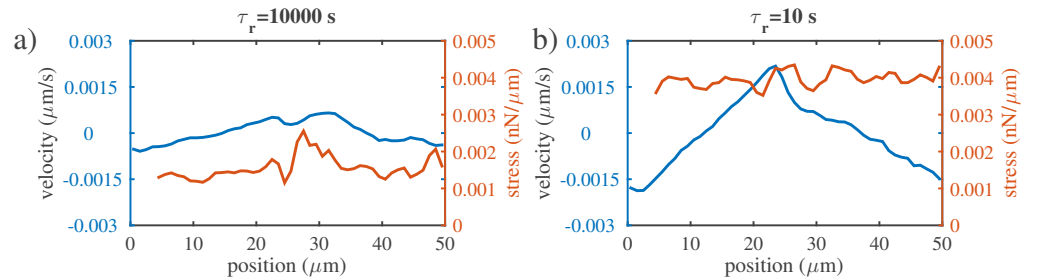 τr=10000 s
a)
0.003
0.0015
0
-0.0015
-0.003
velocity (μm/s)
0.005
0.004
0.003
0.002
0.001
0
stress (nN/μm)
0 10 20 30 40 50
position (μm)
τr=10 s
b)
0.003
0.0015
0
-0.0015
-0.003
velocity (μm/s)
0.005
0.004
0.003
0.002
0.001
0
stress (nN/μm)
0 10 20 30 40 50
position (μm)